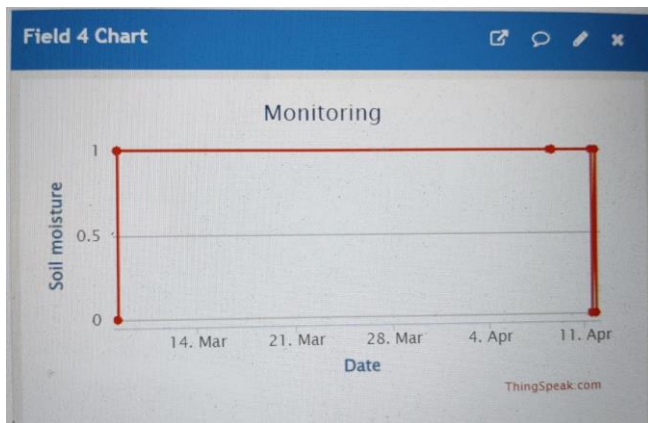 Field 4 Chart
Monitoring
Soil moisture
1
0.5
0
14. Mar
21. Mar
28. Mar
4. Apr
11. Apr
Date
ThingSpeak.com